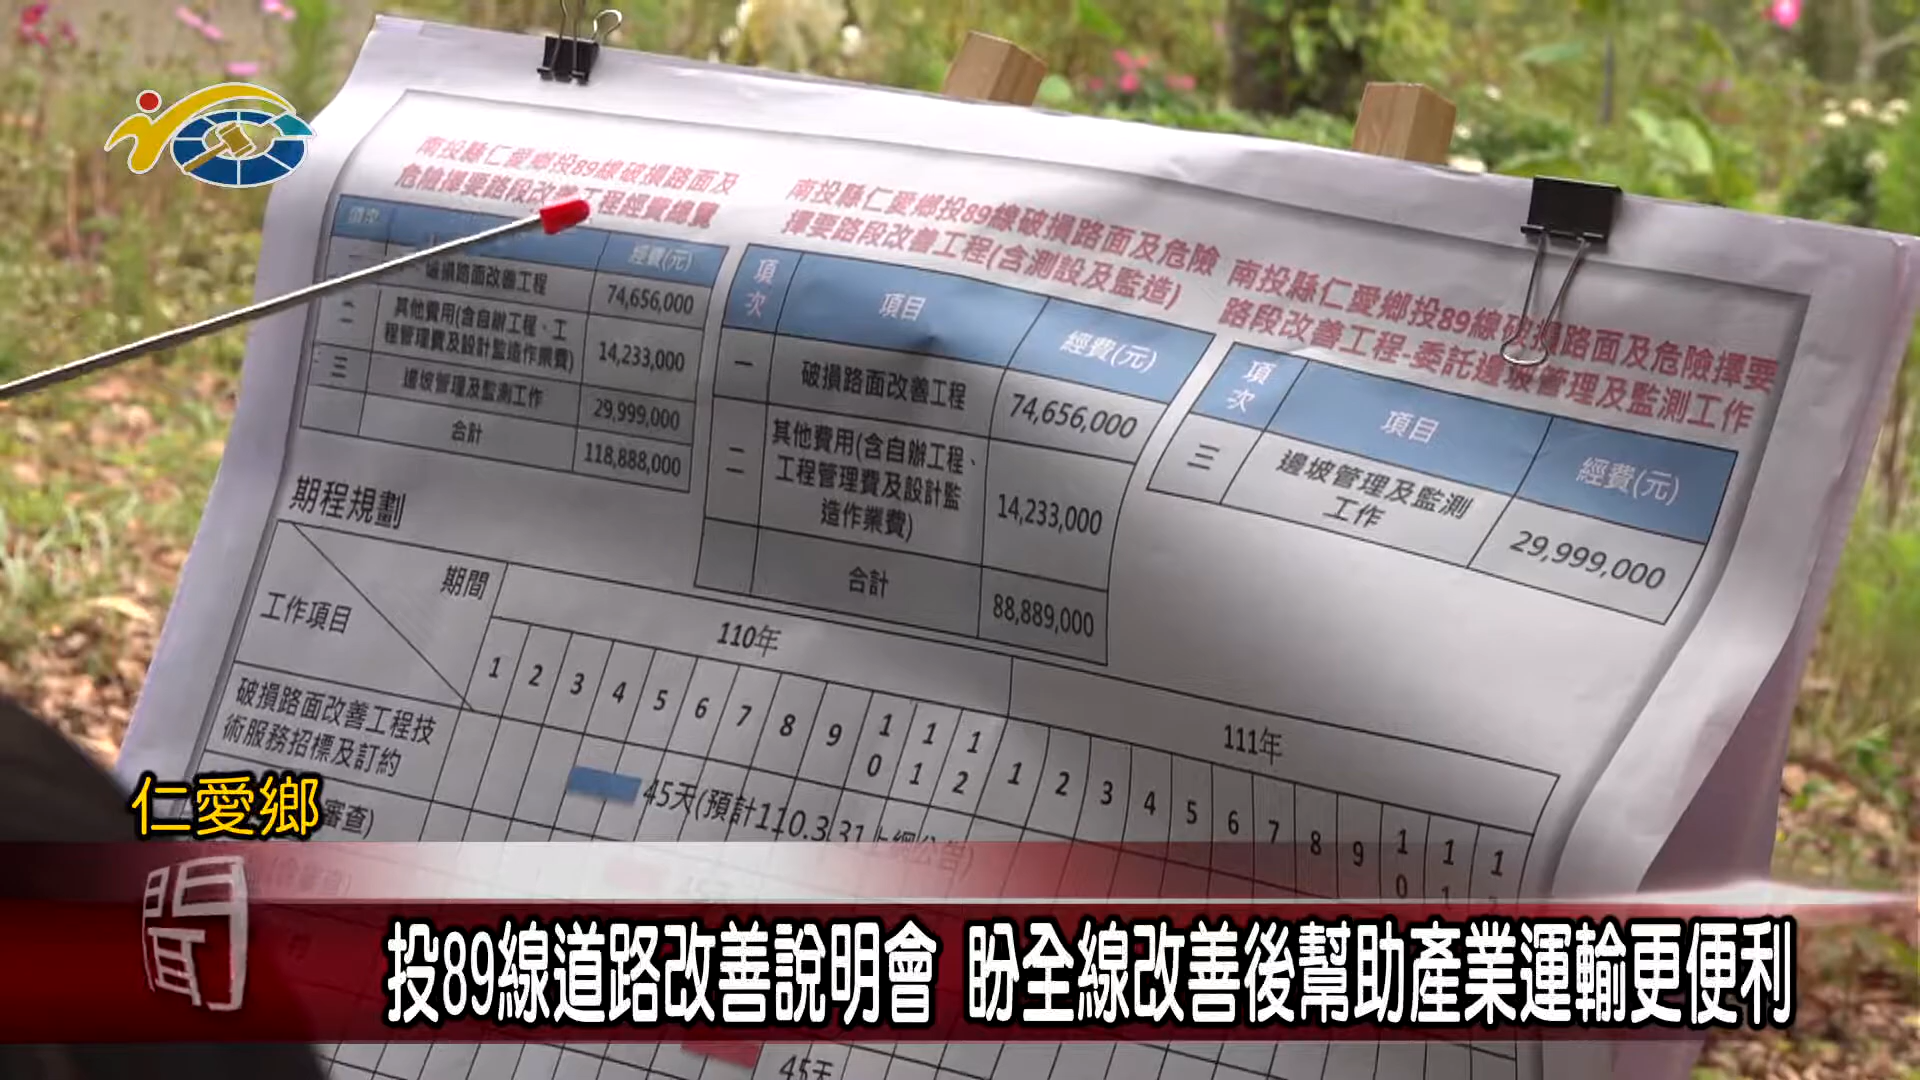 南投縣仁愛鄉投89線破損路面及
危險擇要路段改善工程經費總覽
項次
經費(元)
破損路面改善工程
74,656,000
二
其他費用(含自辦工程、工
程管理費及設計監造作業費)
14,233,000
三
邊坡管理及監測工作
29,999,000
合計
118,888,000
南投縣仁愛鄉投89線破損路面及危險
擇要路段改善工程(含測設及監造)
項次
項目
經費(元)
一
破損路面改善工程
74,656,000
二
其他費用(含自辦工程、
工程管理費及設計監
造作業費)
14,233,000
合計
88,889,000
南投縣仁愛鄉投89線破損路面及危險擇要
路段改善工程-委託邊坡管理及監測工作
項次
項目
經費(元)
三
邊坡管理及監測
工作
29,999,000
期程規劃
期間
工作項目
110年
111年
1 2 3 4 5 6 7 8 9 10 11 12 1 2 3 4 5 6 7 8 9 10 11
破損路面改善工程技
術服務招標及訂約
45天(預計110.3.31上網公告)
審查)
45天
仁愛鄉
聞
投89線道路改善說明會 盼全線改善後幫助產業運輸更便利